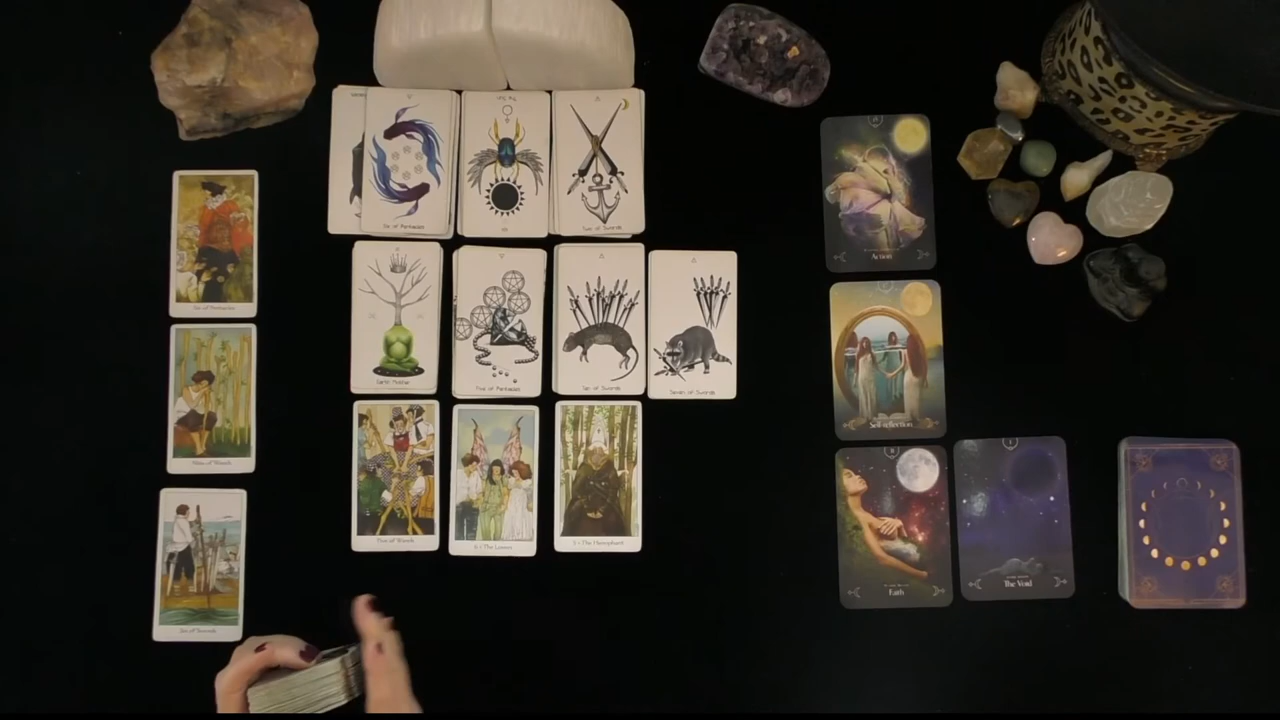 Six of Pentacles
The Sun
Two of Swords
Six of Pentacles
Earth Mother
Five of Pentacles
Ten of Swords
Seven of Swords
Nine of Wands
Five of Wands
6 • The Lovers
5 • The Hierophant
Six of Swords
Action
Self-reflection
Faith
The Void